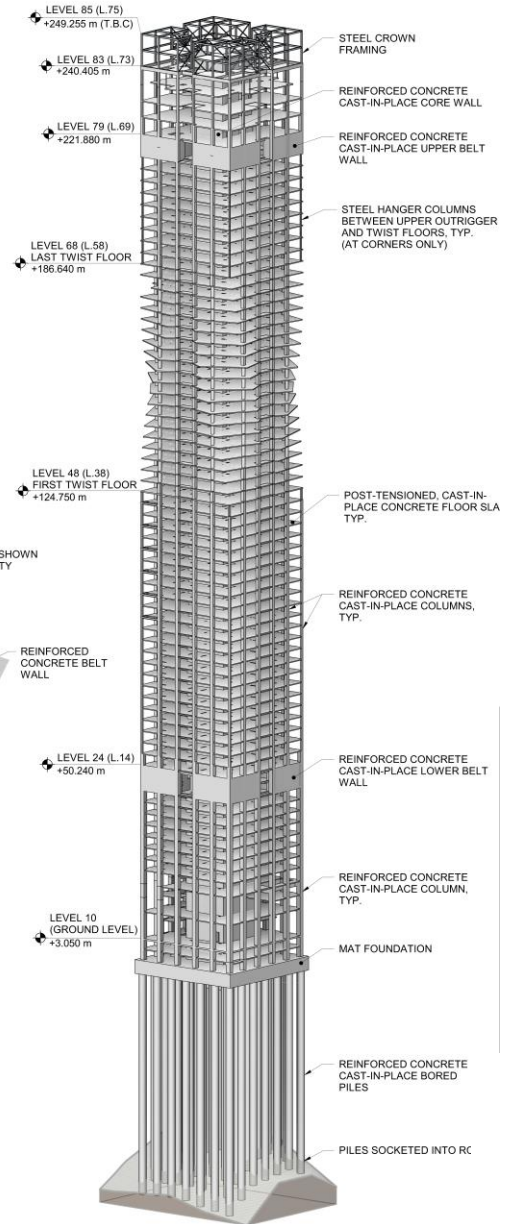 LEVEL 85 (L.75)
+249.255 m (T.B.C)
STEEL CROWN
FRAMING
LEVEL 83 (L.73)
+240.405 m
REINFORCED CONCRETE
CAST-IN-PLACE CORE WALL
LEVEL 79 (L.69)
+221.880 m
REINFORCED CONCRETE
CAST-IN-PLACE UPPER BELT
WALL
STEEL HANGER COLUMNS
BETWEEN UPPER OUTRIGGER
AND TWIST FLOORS, TYP.
(AT CORNERS ONLY)
LEVEL 68 (L.58)
LAST TWIST FLOOR
+186.640 m
LEVEL 48 (L.38)
FIRST TWIST FLOOR
+124.750 m
POST-TENSIONED, CAST-IN-
PLACE CONCRETE FLOOR SLA
TYP.
SHOWN
TY
REINFORCED CONCRETE
CAST-IN-PLACE COLUMNS,
TYP.
REINFORCED
CONCRETE BELT
WALL
LEVEL 24 (L.14)
+50.240 m
REINFORCED CONCRETE
CAST-IN-PLACE LOWER BELT
WALL
REINFORCED CONCRETE
CAST-IN-PLACE COLUMN,
TYP.
LEVEL 10
(GROUND LEVEL)
+3.050 m
MAT FOUNDATION
REINFORCED CONCRETE
CAST-IN-PLACE BORED
PILES
PILES SOCKETED INTO